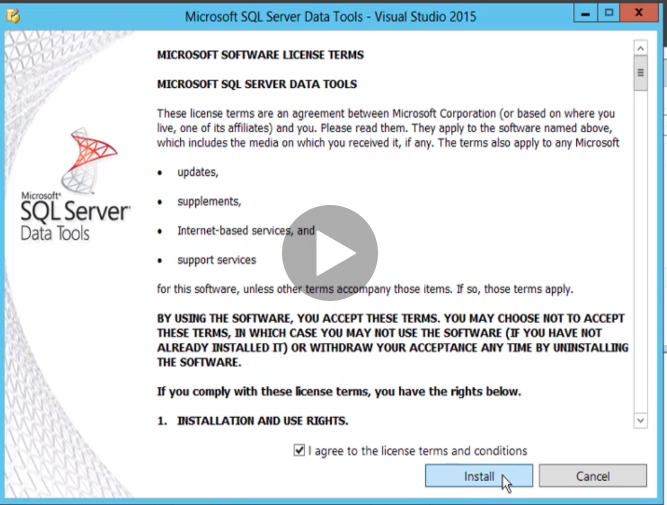 Microsoft SQL Server Data Tools - Visual Studio 2015
MICROSOFT SOFTWARE LICENSE TERMS
MICROSOFT SQL SERVER DATA TOOLS
These license terms are an agreement between Microsoft Corporation (or based on where you
live, one of its affiliates) and you. Please read them. They apply to the software named above,
which includes the media on which you received it, if any. The terms also apply to any Microsoft
• updates,
• supplements,
• Internet-based services, and
• support services
for this software, unless other terms accompany those items. If so, those terms apply.
BY USING THE SOFTWARE, YOU ACCEPT THESE TERMS. YOU MAY CHOOSE NOT TO ACCEPT
THESE TERMS, IN WHICH CASE YOU MAY NOT USE THE SOFTWARE (IF YOU HAVE NOT
ALREADY INSTALLED IT) OR WITHDRAW YOUR ACCEPTANCE ANY TIME BY UNINSTALLING
THE SOFTWARE.
If you comply with these license terms, you have the rights below.
1. INSTALLATION AND USE RIGHTS.
Microsoft®
SQL Server®
Data Tools
I agree to the license terms and conditions
Install
Cancel